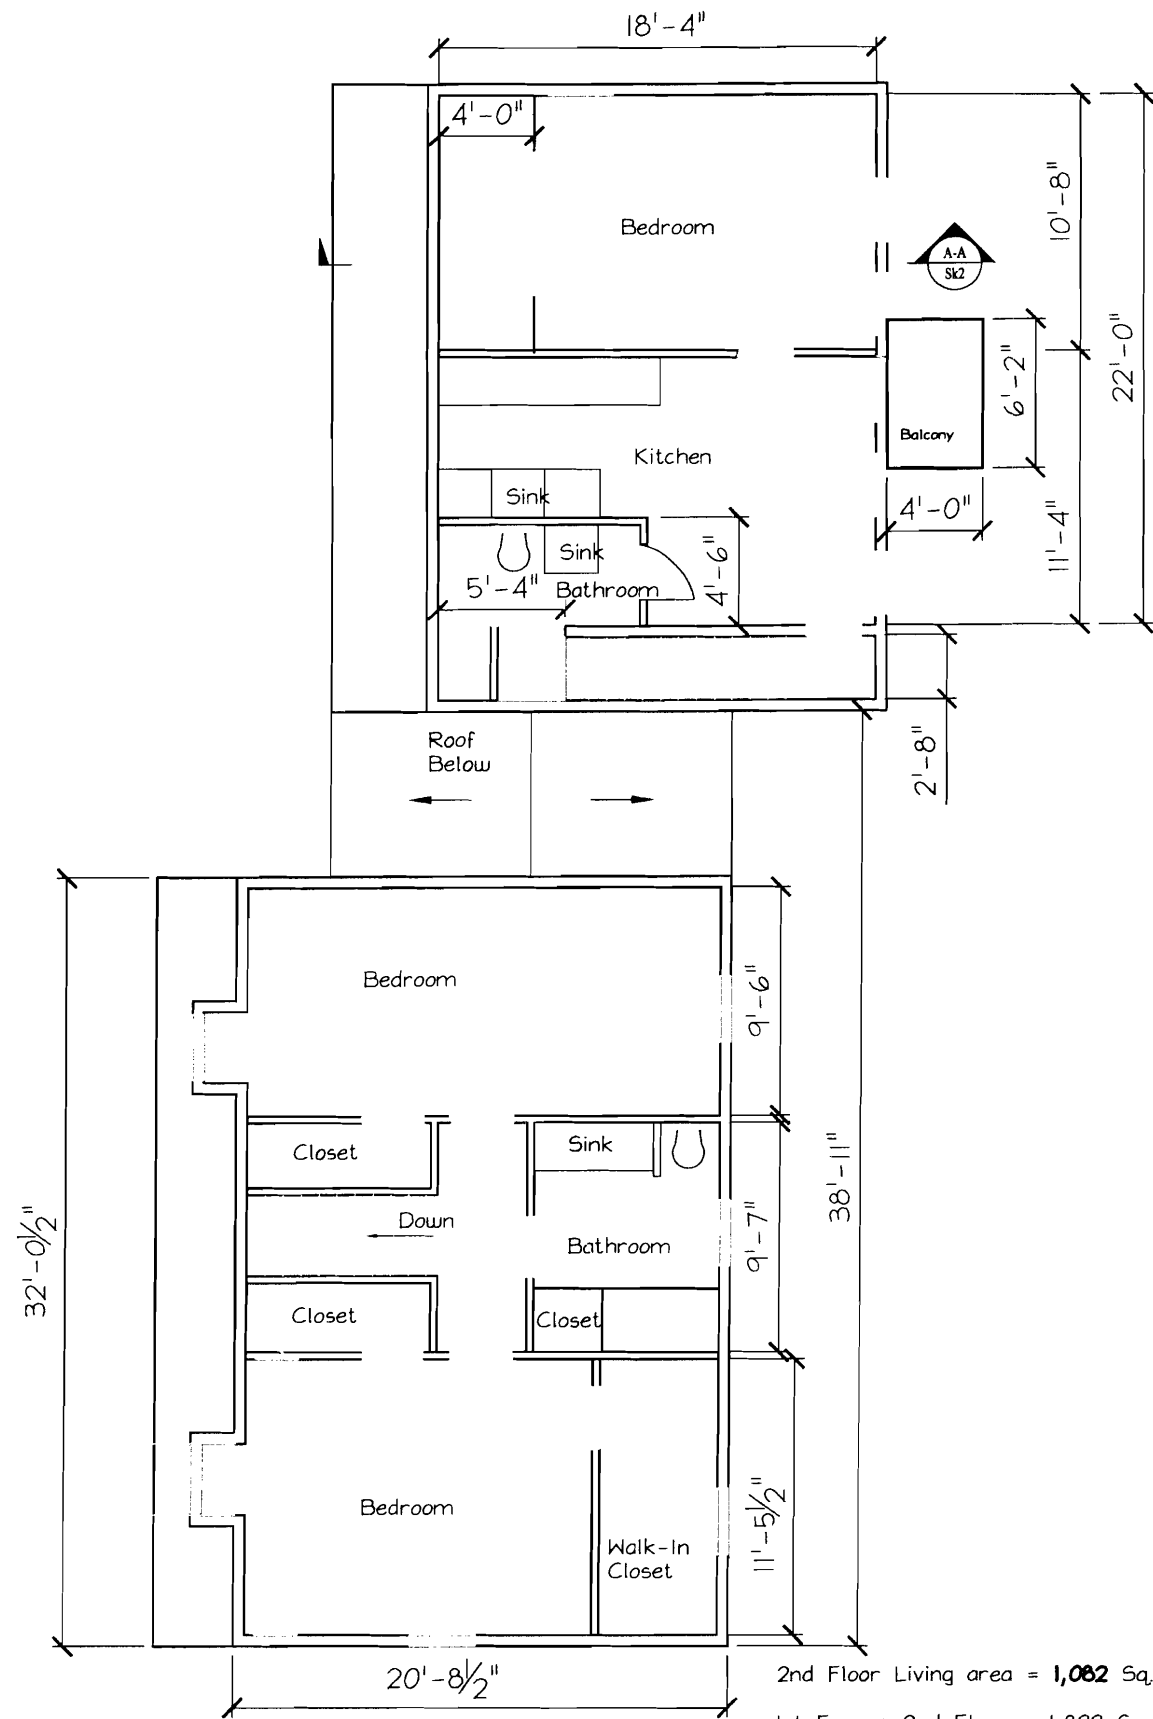 18'-4"
4'-0"
Bedroom
10'-8"
A-A
Sk2
22'-0"
6'-2"
Balcony
Kitchen
Sink
4'-0"
11'-4"
Sink
4'-6"
5'-4"
Bathroom
Roof
Below
2'-8"
Bedroom
9'-6"
Closet
Sink
38'-11"
Down
9'-7"
Bathroom
32'-0½"
Closet
Closet
Bedroom
11'-5½"
Walk-In
Closet
20'-8½"
2nd Floor Living area = 1,082 Sq.